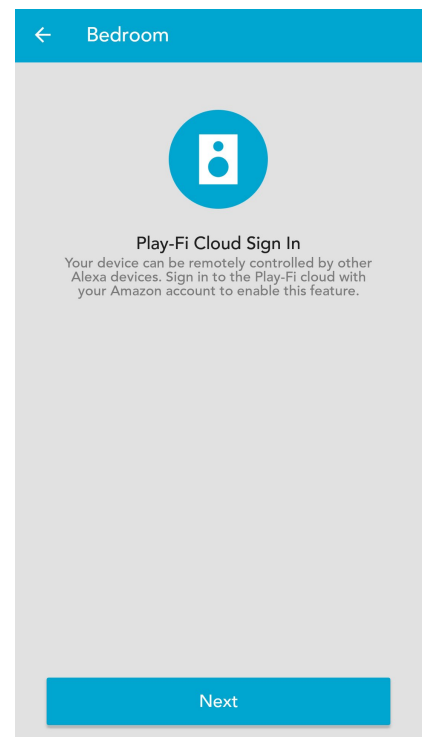 Bedroom
Play-Fi Cloud Sign In
Your device can be remotely controlled by other
Alexa devices. Sign in to the Play-Fi cloud with
your Amazon account to enable this feature.
Next